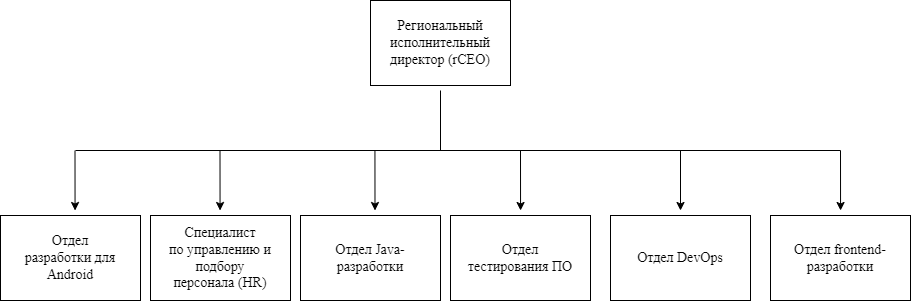 Региональный
исполнительный
директор (rCEO)
Отдел
разработки для
Android
Специалист
по управлению и
подбору
персонала (HR)
Отдел Java-
разработки
Отдел
тестирования ПО
Отдел DevOps
Отдел frontend-
разработки